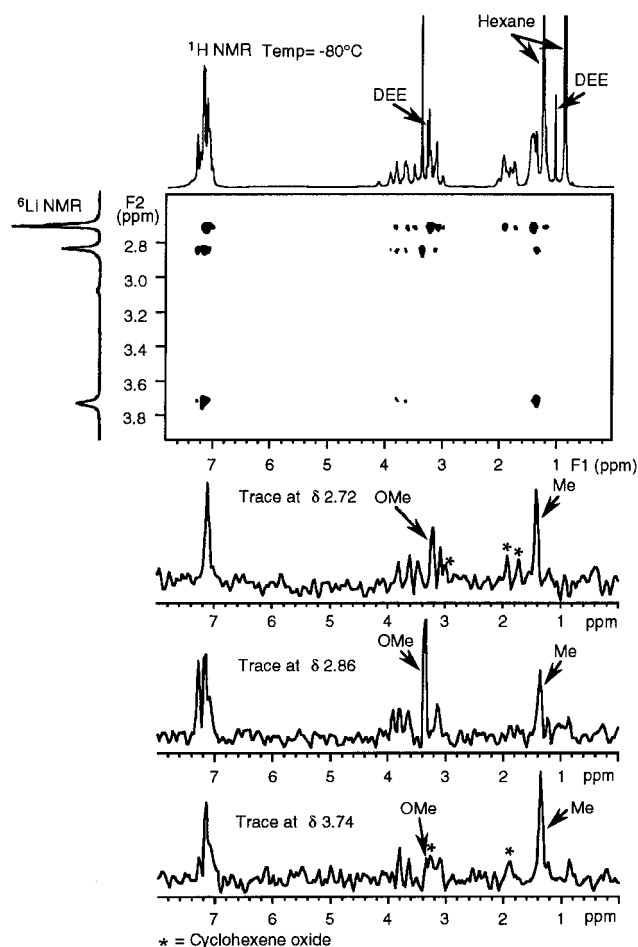 Hexane
¹H NMR Temp= -80°C
DEE
DEE
⁶Li NMR
F2
(ppm)
2.8
3.0
3.2
3.4
3.6
3.8
7 6 5 4 3 2 1 F1 (ppm)
Trace at δ 2.72
OMe
Me
* * *
7 6 5 4 3 2 1 ppm
Trace at δ 2.86
OMe
Me
7 6 5 4 3 2 1 ppm
Trace at δ 3.74
OMe
Me
* *
7 6 5 4 3 2 1 ppm
* = Cyclohexene oxide